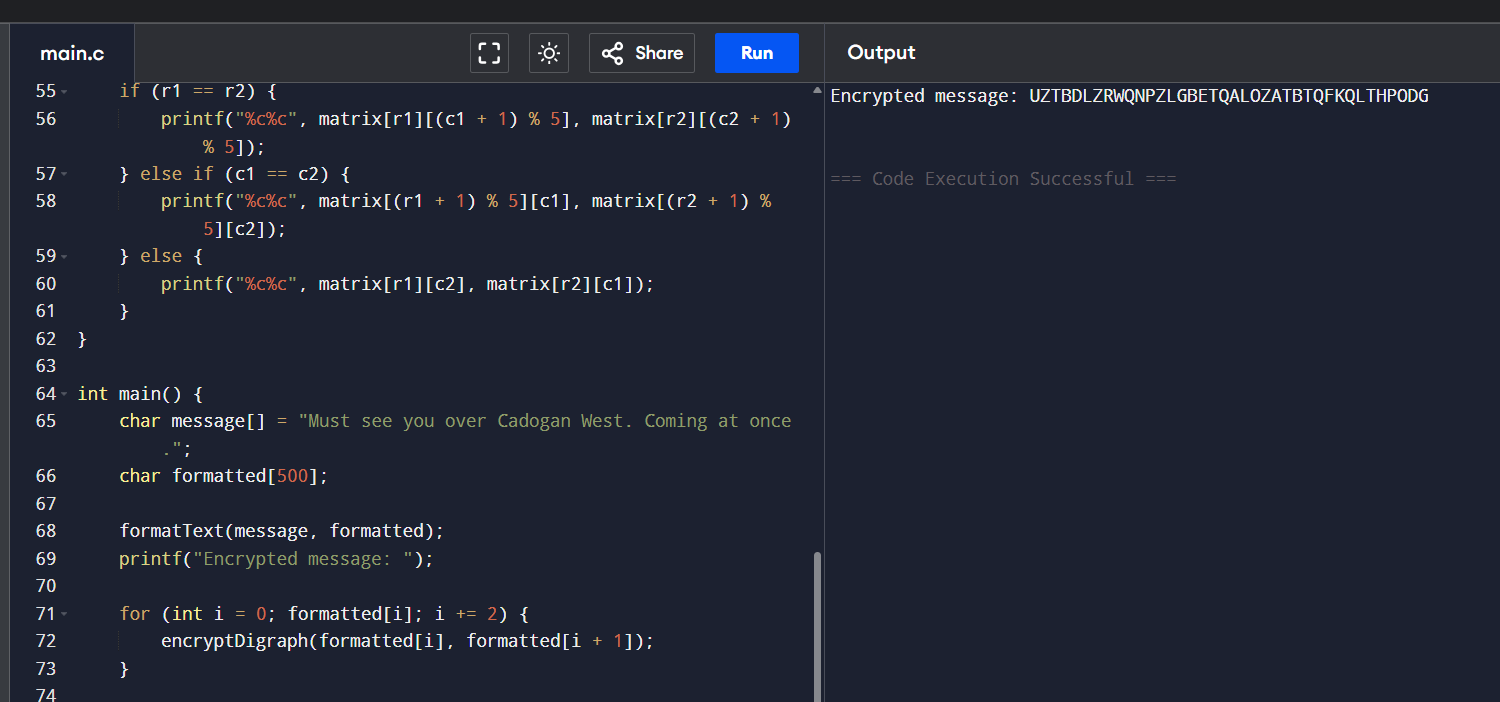 main.c
Share
Run
Output
55 if (r1 == r2) {
56 printf("%c%c", matrix[r1][(c1 + 1) % 5], matrix[r2][(c2 + 1)
% 5]);
57 } else if (c1 == c2) {
58 printf("%c%c", matrix[(r1 + 1) % 5][c1], matrix[(r2 + 1) %
5][c2]);
59 } else {
60 printf("%c%c", matrix[r1][c2], matrix[r2][c1]);
61 }
62 }
63
64 int main() {
65 char message[] = "Must see you over Cadogan West. Coming at once
.";
66 char formatted[500];
67
68 formatText(message, formatted);
69 printf("Encrypted message: ");
70
71 for (int i = 0; formatted[i]; i += 2) {
72 encryptDigraph(formatted[i], formatted[i + 1]);
73 }
74
Encrypted message: UZTBDLZRWQNPZLGBETQALOZATBTQFKQLTHPODG
=== Code Execution Successful ===